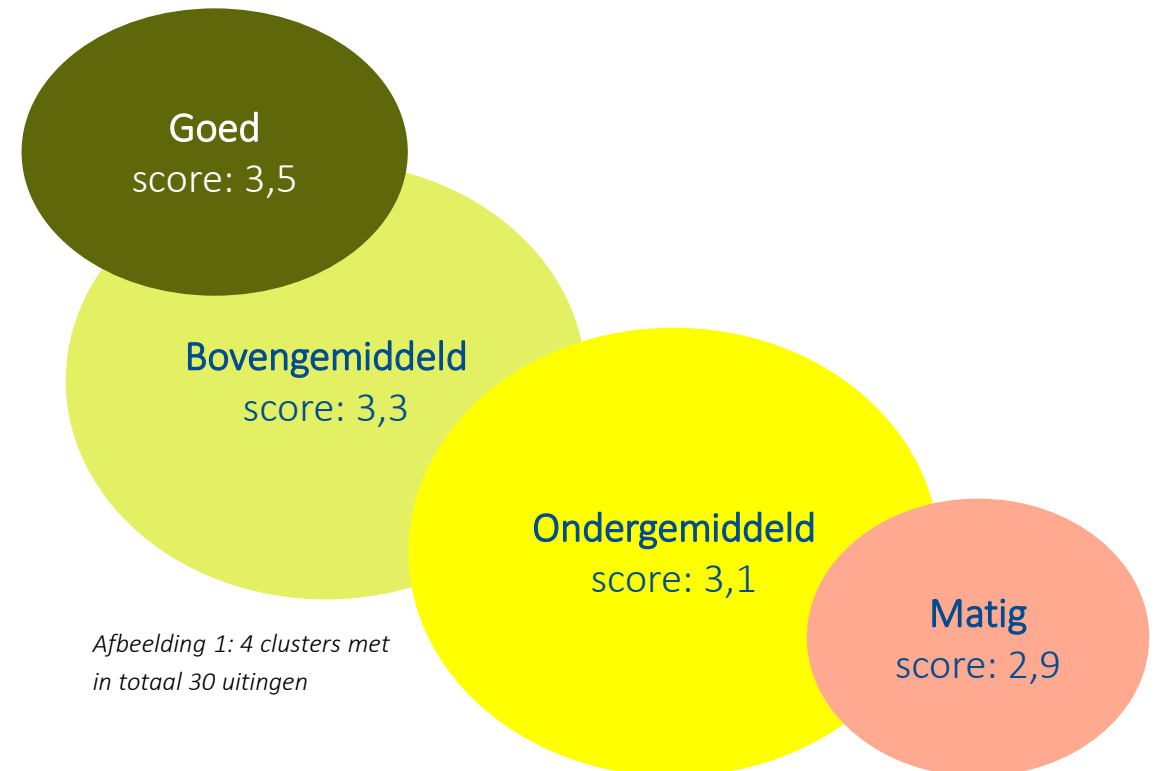 Goed
score: 3,5
Bovengemiddeld
score: 3,3
Ondergemiddeld
score: 3,1
Matig
score: 2,9
Afbeelding 1: 4 clusters met
in totaal 30 uitingen